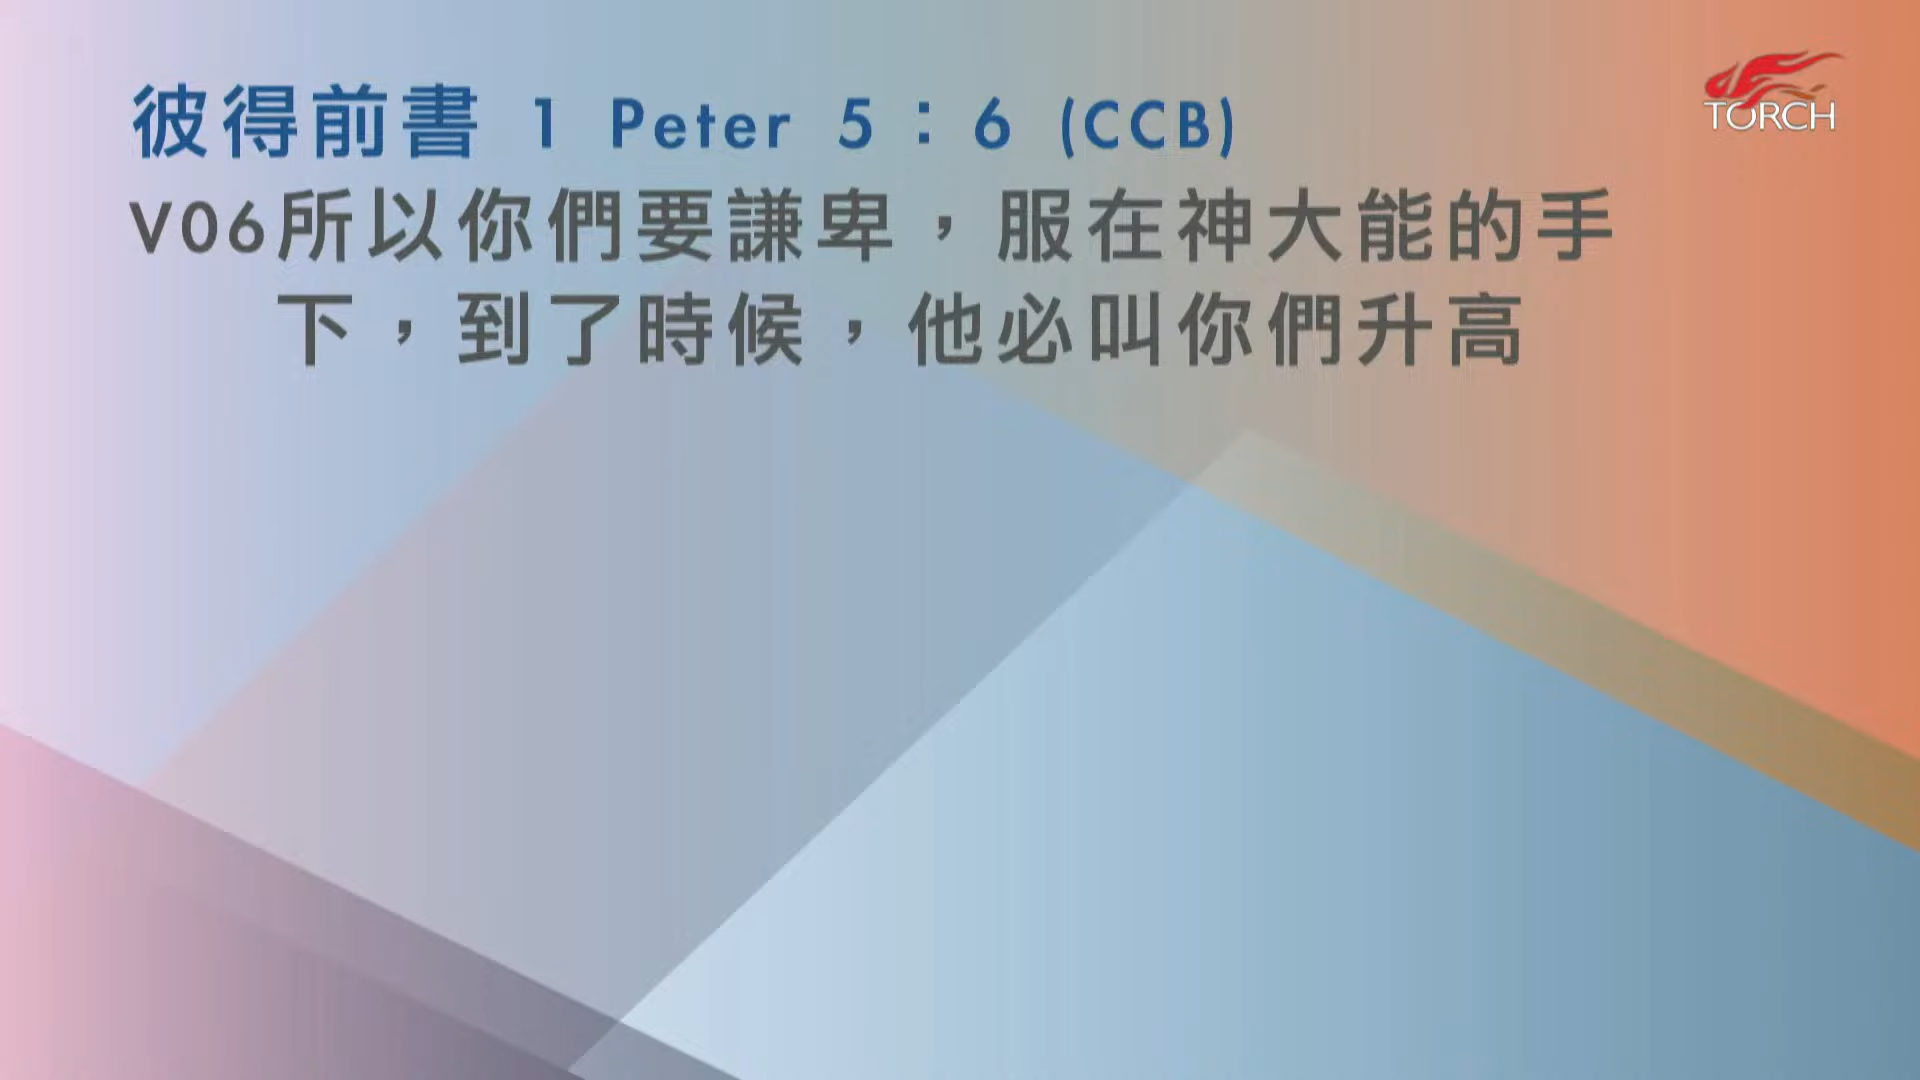 彼得前書 1 Peter 5：6 (CCB)
V06所以你們要謙卑，服在神大能的手
下，到了時候，他必叫你們升高
TORCH